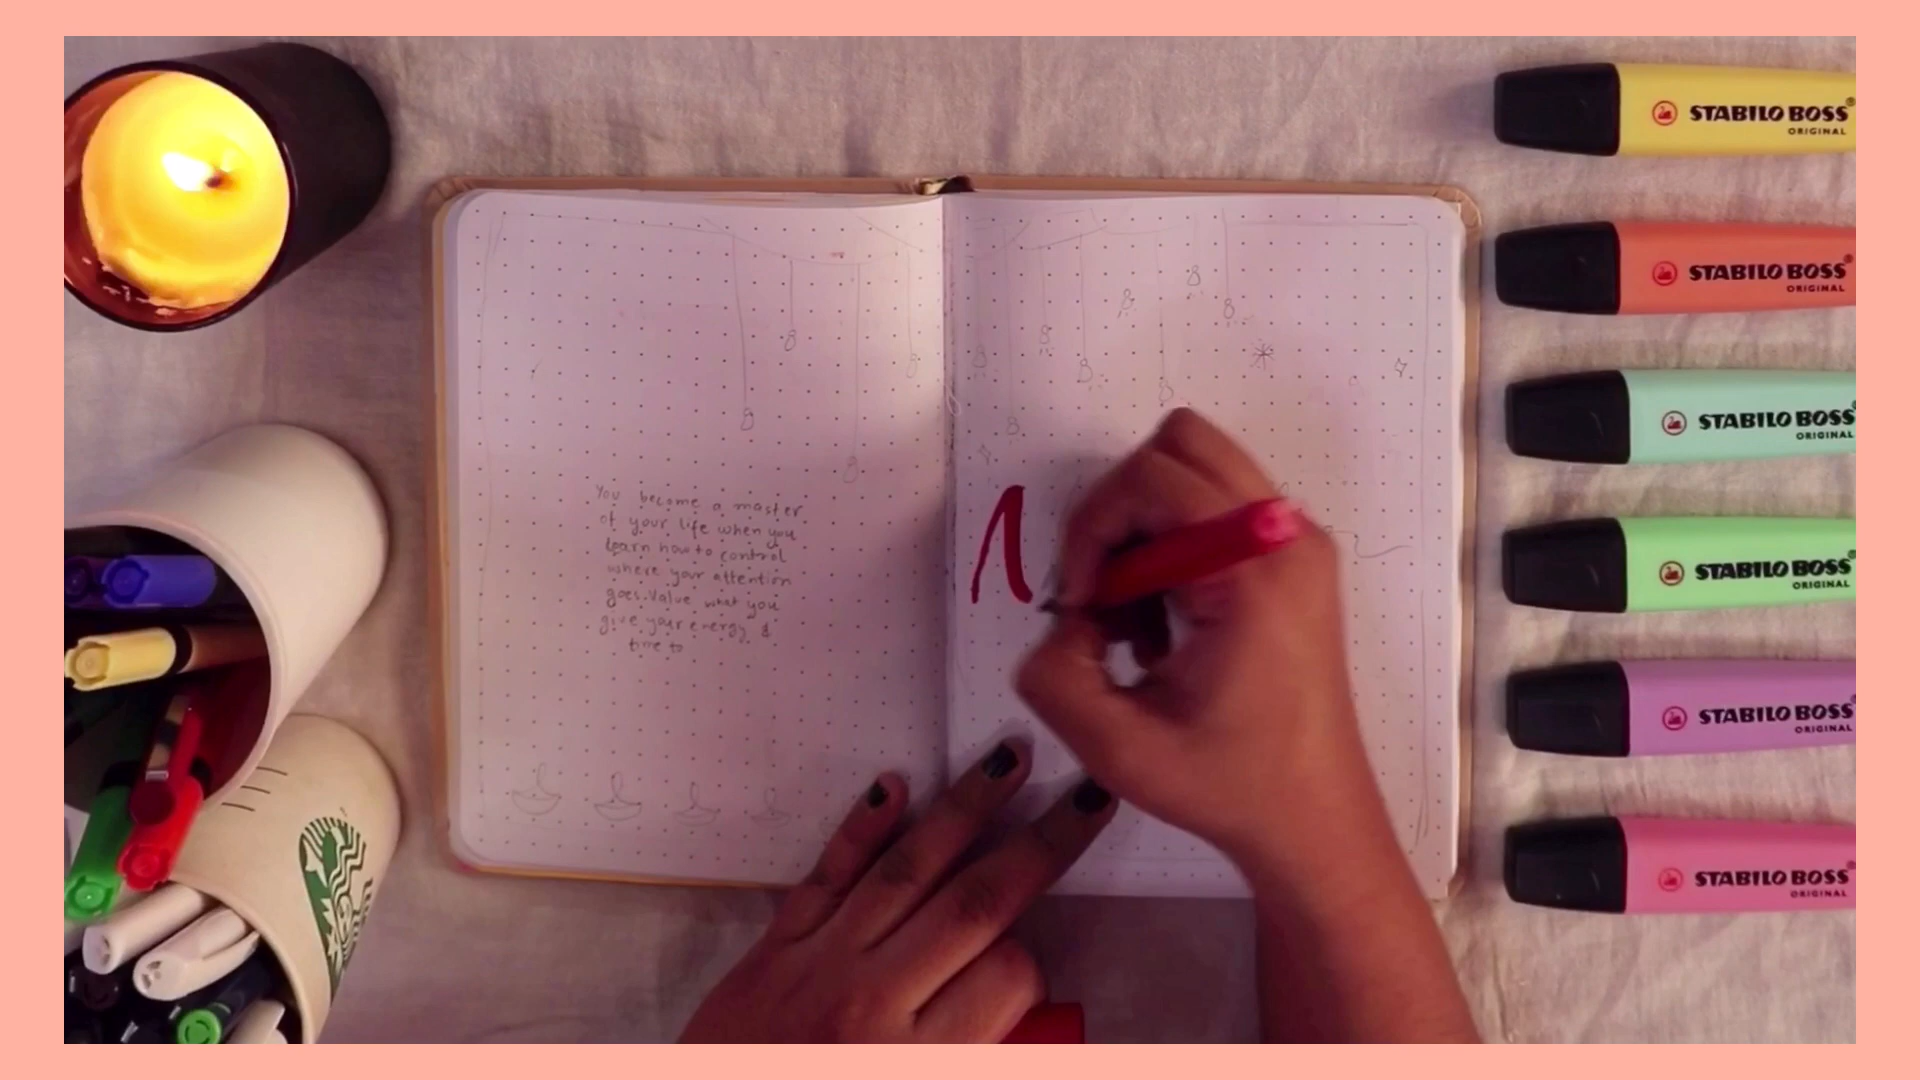 You become a master
of your life when you
learn how to control
where your attention
goes. Value what you
give your energy &
time to
STABILO BOSS®
ORIGINAL
STABILO BOSS®
ORIGINAL
STABILO BOSS®
ORIGINAL
STABILO BOSS®
ORIGINAL
STABILO BOSS®
ORIGINAL
STABILO BOSS®
ORIGINAL